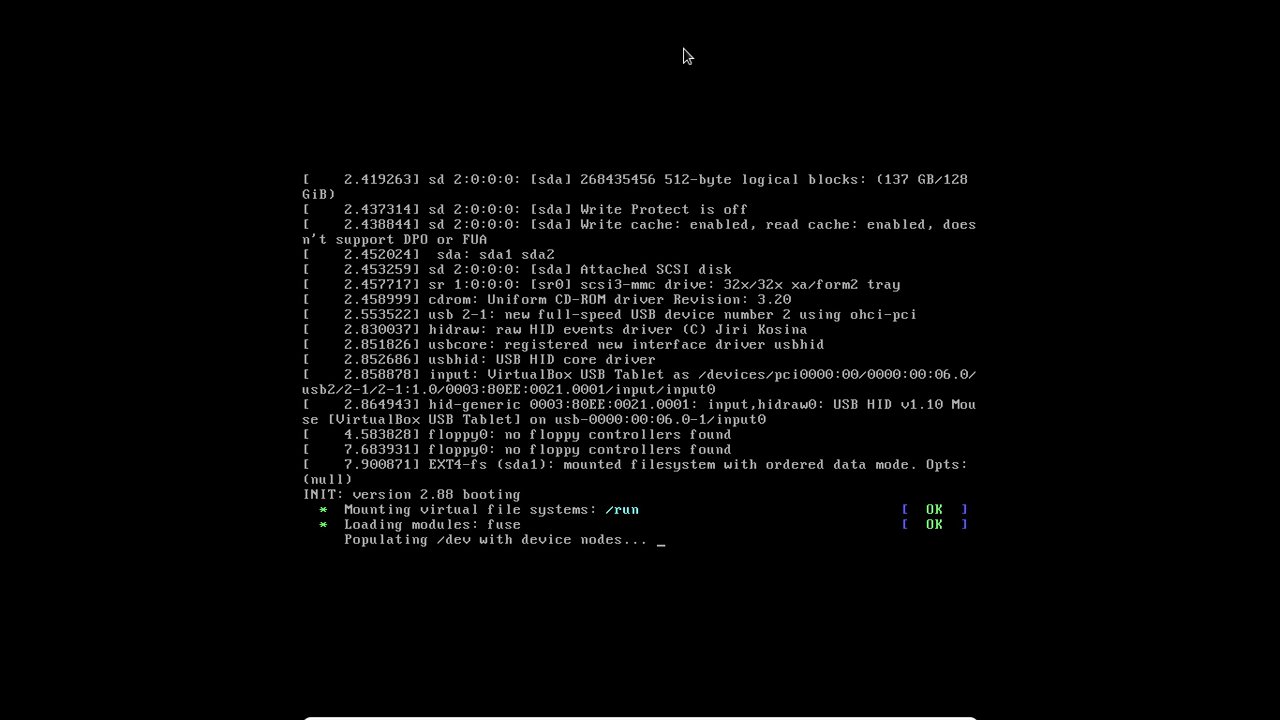 [    2.419263] sd 2:0:0:0: [sda] 268435456 512-byte logical blocks: (137 GB/128
GiB)
[    2.437314] sd 2:0:0:0: [sda] Write Protect is off
[    2.438844] sd 2:0:0:0: [sda] Write cache: enabled, read cache: enabled, does
n't support DPO or FUA
[    2.452024]  sda: sda1 sda2
[    2.453259] sd 2:0:0:0: [sda] Attached SCSI disk
[    2.457717] sr 1:0:0:0: [sr0] scsi3-mmc drive: 32x/32x xa/form2 tray
[    2.458999] cdrom: Uniform CD-ROM driver Revision: 3.20
[    2.553522] usb 2-1: new full-speed USB device number 2 using ohci-pci
[    2.830037] hidraw: raw HID events driver (C) Jiri Kosina
[    2.851826] usbcore: registered new interface driver usbhid
[    2.852686] usbhid: USB HID core driver
[    2.858878] input: VirtualBox USB Tablet as /devices/pci0000:00/0000:00:06.0/
usb2/2-1/2-1:1.0/0003:80EE:0021.0001/input/input0
[    2.864943] hid-generic 0003:80EE:0021.0001: input,hidraw0: USB HID v1.10 Mou
se [VirtualBox USB Tablet] on usb-0000:00:06.0-1/input0
[    4.583828] floppy0: no floppy controllers found
[    7.683931] floppy0: no floppy controllers found
[    7.900871] EXT4-fs (sda1): mounted filesystem with ordered data mode. Opts:
(null)
INIT: version 2.88 booting
  *  Mounting virtual file systems: /run                               [  OK  ]
  *  Loading modules: fuse                                             [  OK  ]
     Populating /dev with device nodes... _